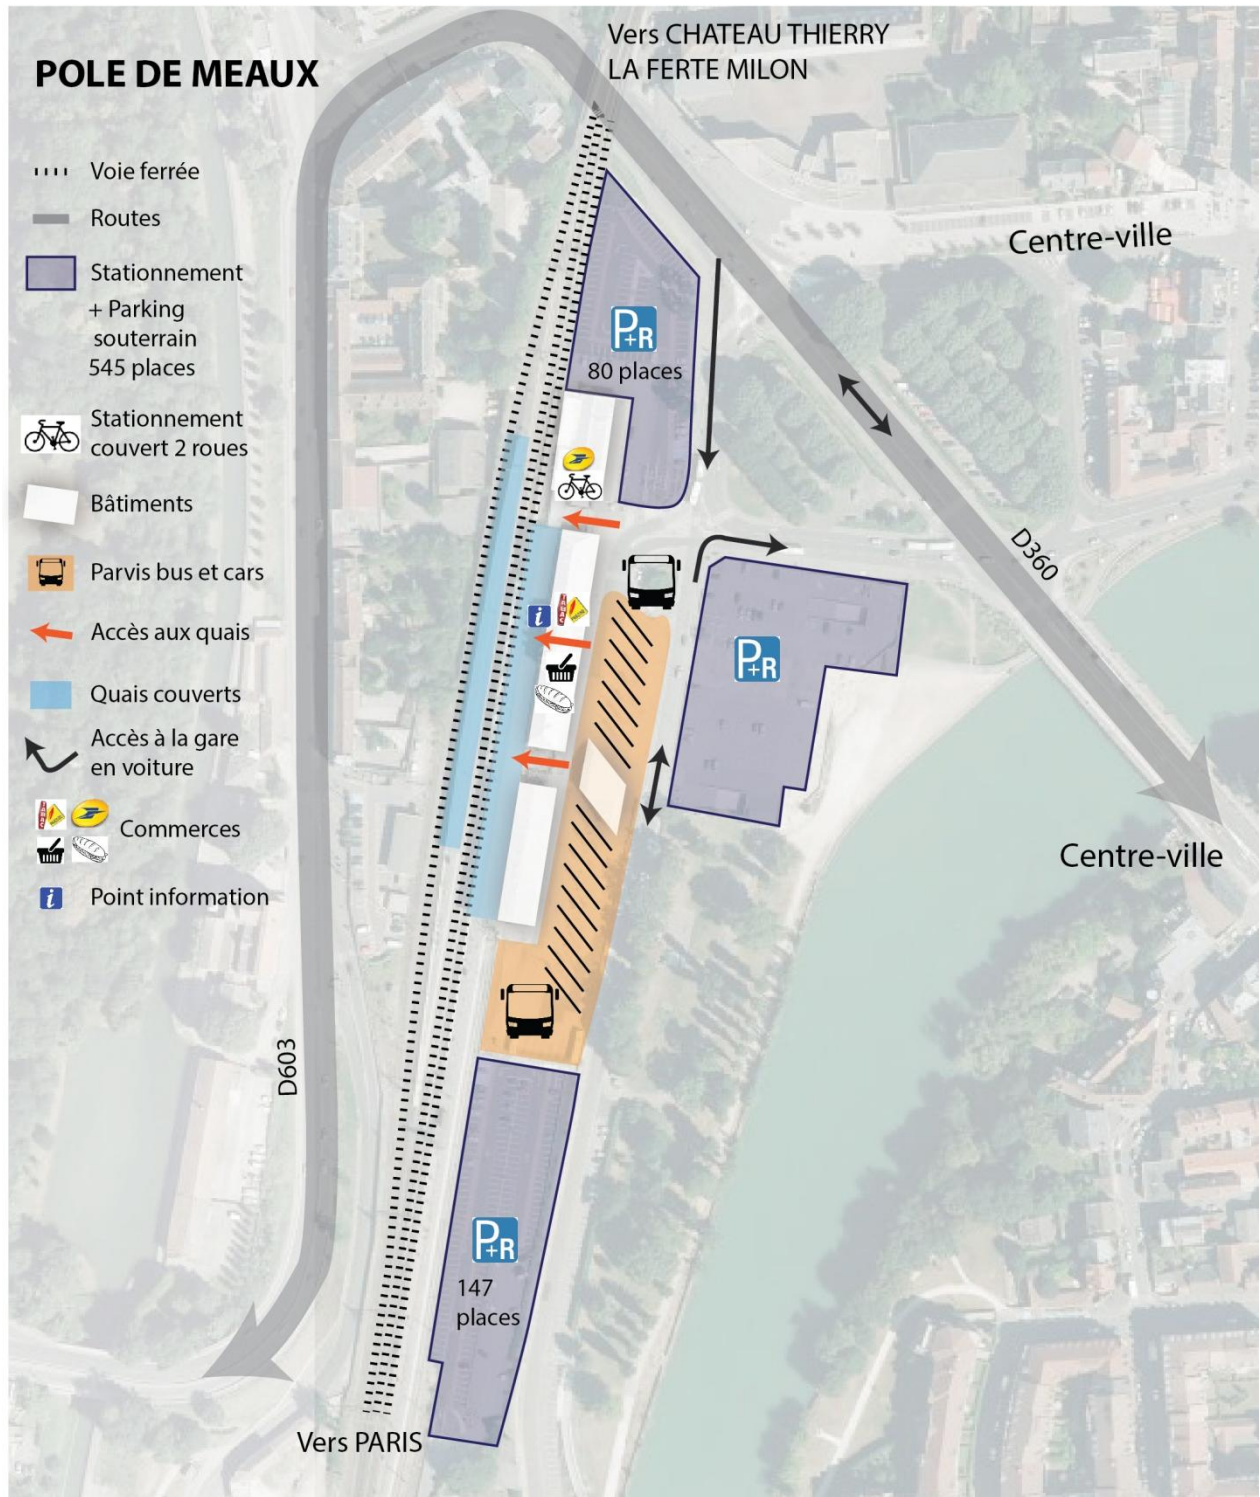 Vers CHATEAU THIERRY
LA FERTE MILON
POLE DE MEAUX
Voie ferrée
Routes
Stationnement
+ Parking
souterrain
545 places
Stationnement
couvert 2 roues
Bâtiments
Parvis bus et cars
Accès aux quais
Quais couverts
Accès à la gare
en voiture
Commerces
i Point information
Centre-ville
P+R
80 places
D360
i
TABAC
P+R
Centre-ville
D603
P+R
147
places
Vers PARIS